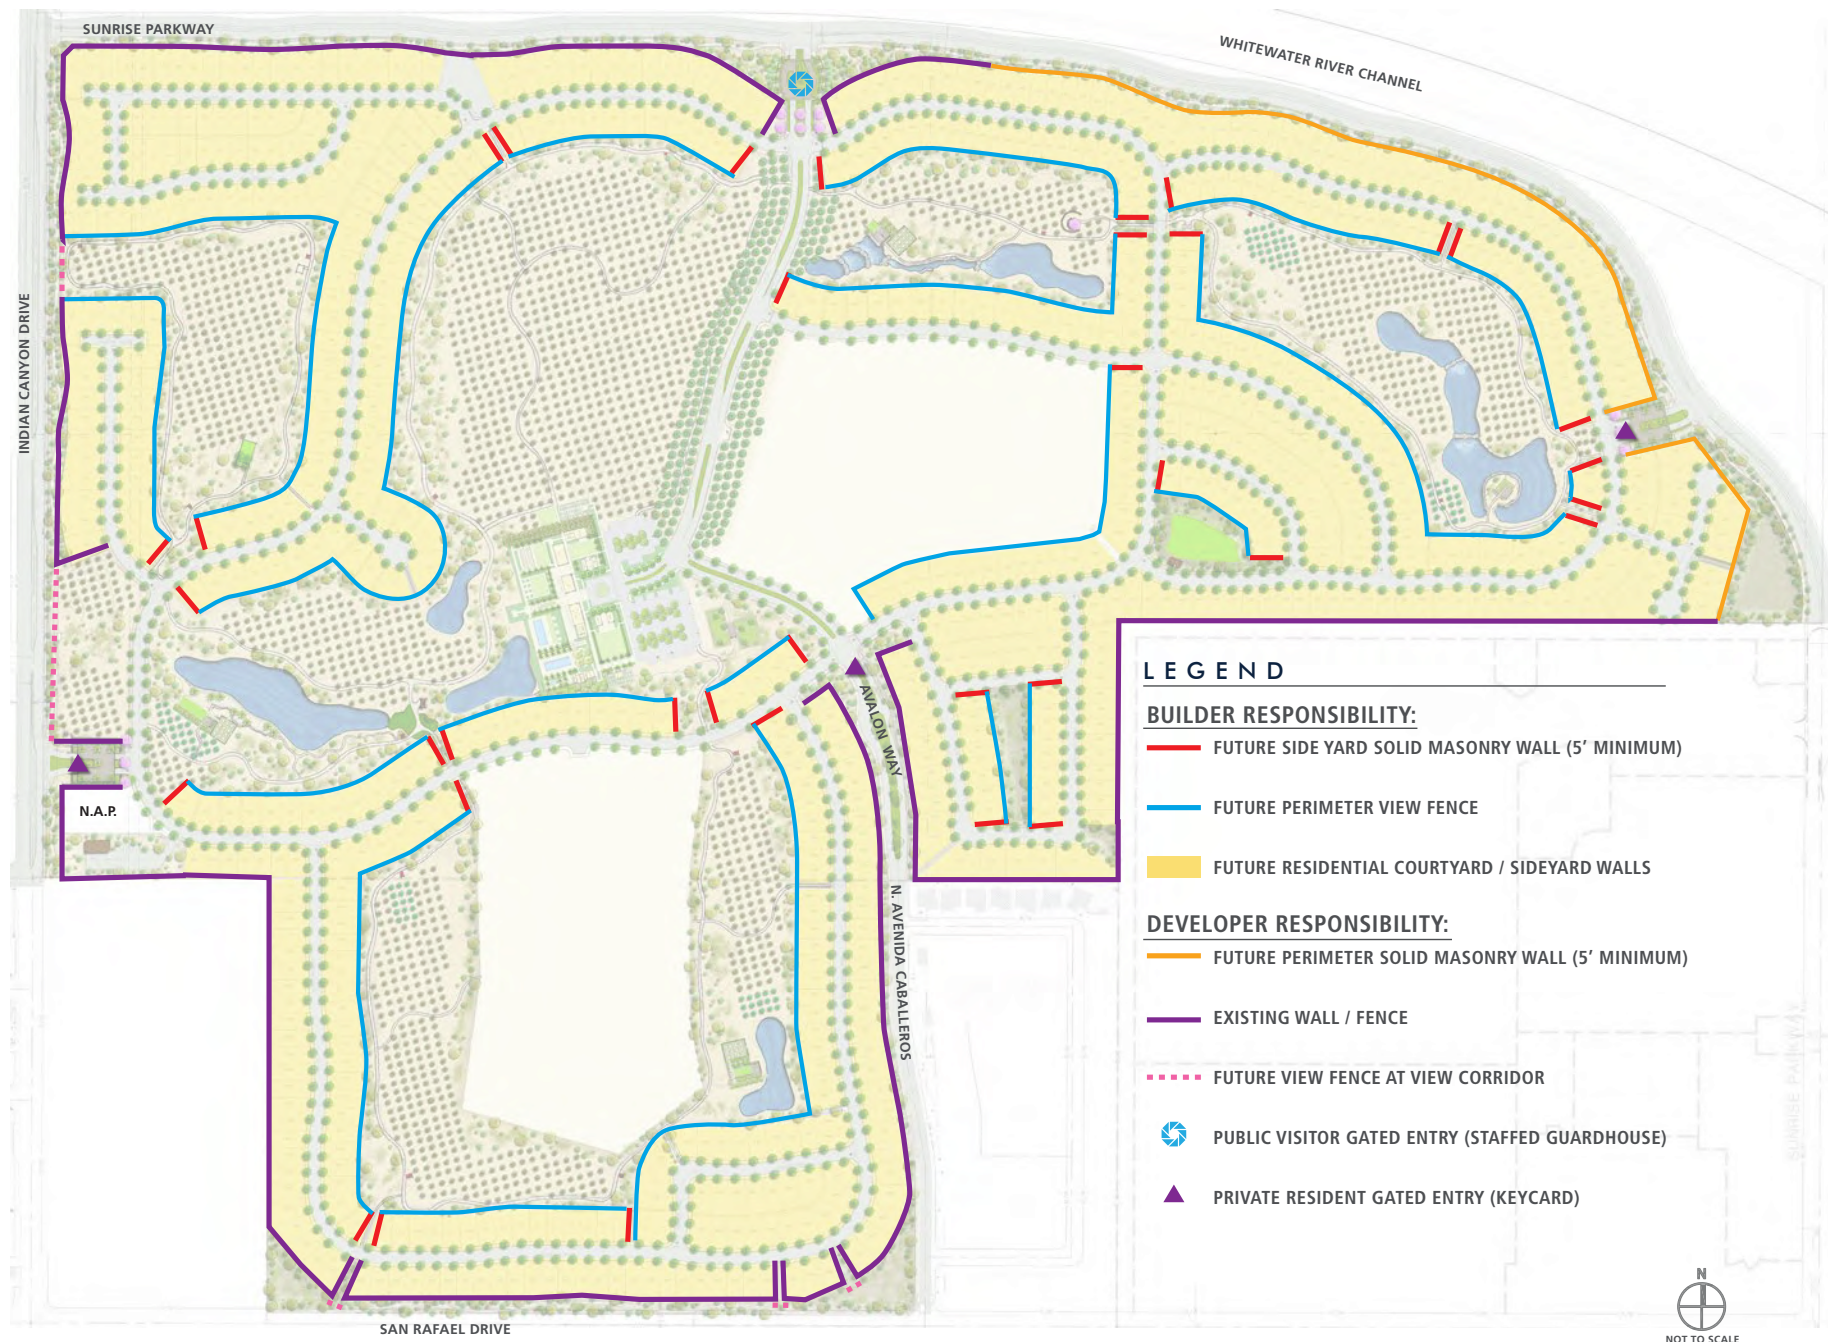 SUNRISE PARKWAY
WHITEWATER RIVER CHANNEL
INDIAN CANYON DRIVE
AVALON WAY
N.A.P.
N. AVENIDA CABALLEROS
SAN RAFAEL DRIVE
LEGEND
BUILDER RESPONSIBILITY:
FUTURE SIDE YARD SOLID MASONRY WALL (5' MINIMUM)
FUTURE PERIMETER VIEW FENCE
FUTURE RESIDENTIAL COURTYARD / SIDEYARD WALLS
DEVELOPER RESPONSIBILITY:
FUTURE PERIMETER SOLID MASONRY WALL (5' MINIMUM)
EXISTING WALL / FENCE
FUTURE VIEW FENCE AT VIEW CORRIDOR
PUBLIC VISITOR GATED ENTRY (STAFFED GUARDHOUSE)
PRIVATE RESIDENT GATED ENTRY (KEYCARD)
SUNRISE PARKWAY
N
NOT TO SCALE